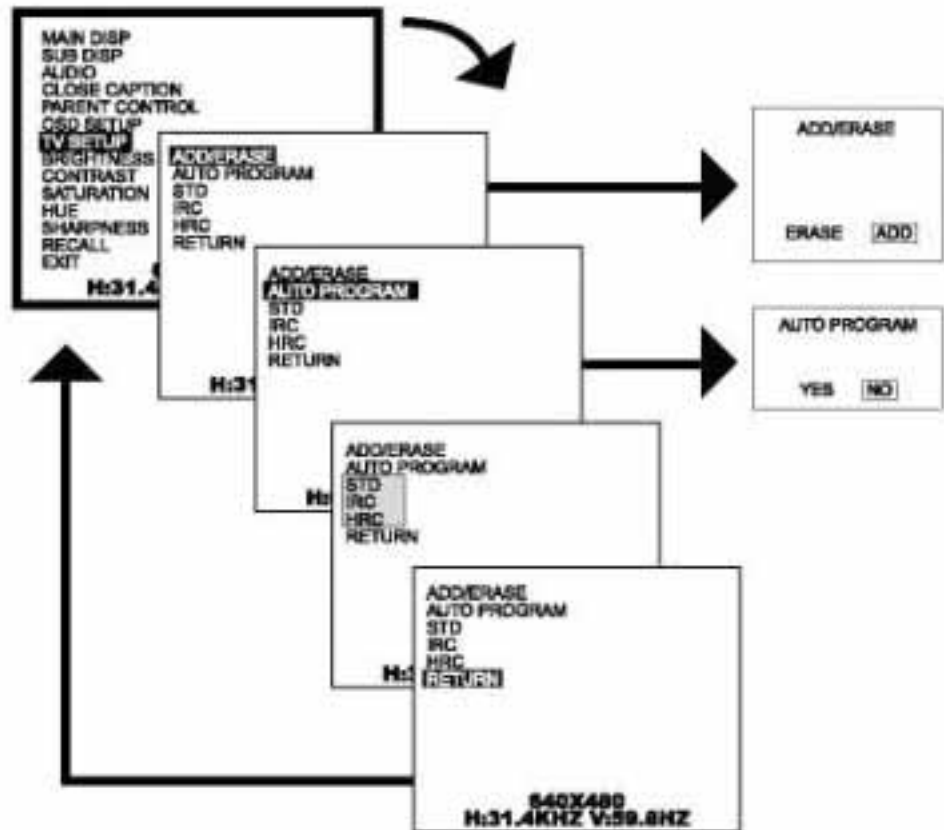 MAIN DISP
SUB DISP
AUDIO
CLOSE CAPTION
PARENT CONTROL
OSD SETUP
TV SETUP
BRIGHTNESS
CONTRAST
SATURATION
HUE
SHARPNESS
RECALL
EXIT
H:31.4
ADD/ERASE
AUTO PROGRAM
STD
IRC
HRC
RETURN
H:31
ADD/ERASE
AUTO PROGRAM
STD
IRC
HRC
RETURN
H:
ADD/ERASE
AUTO PROGRAM
STD
IRC
HRC
RETURN
H:
ADD/ERASE
AUTO PROGRAM
STD
IRC
HRC
RETURN
640X480
H:31.4KHZ V:59.8HZ
ADD/ERASE
ERASE ADD
AUTO PROGRAM
YES NO